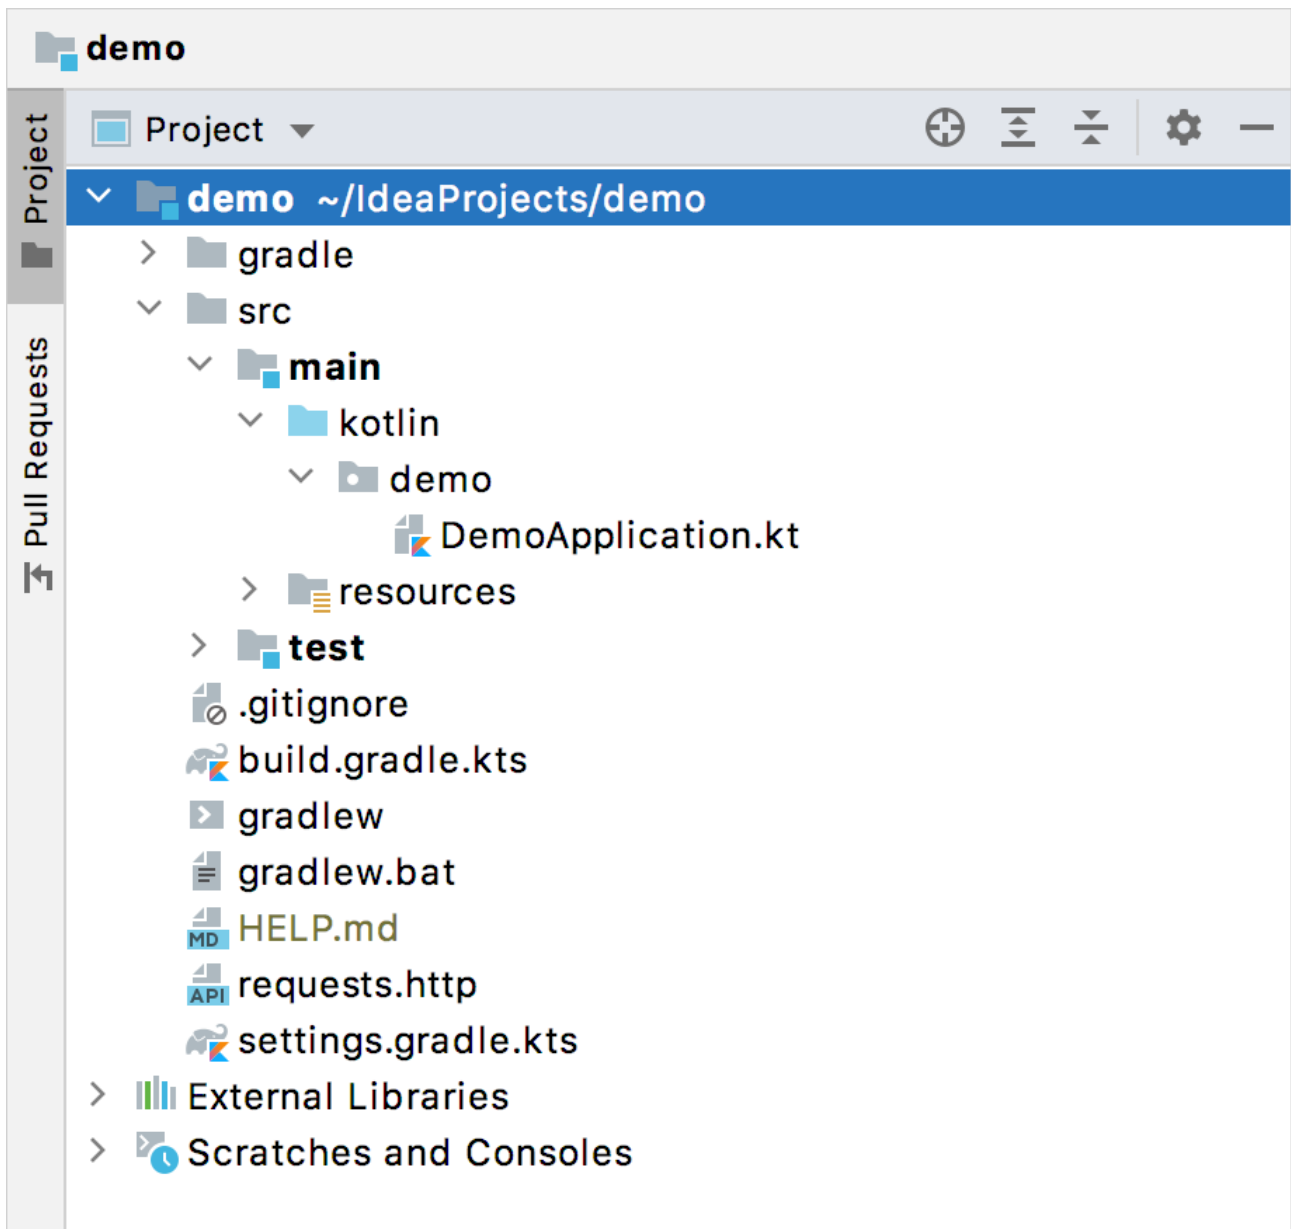 demo
Project
Project
Pull Requests
demo ~/IdeaProjects/demo
gradle
src
main
kotlin
demo
DemoApplication.kt
resources
test
.gitignore
build.gradle.kts
gradlew
gradlew.bat
MD HELP.md
API requests.http
settings.gradle.kts
External Libraries
Scratches and Consoles